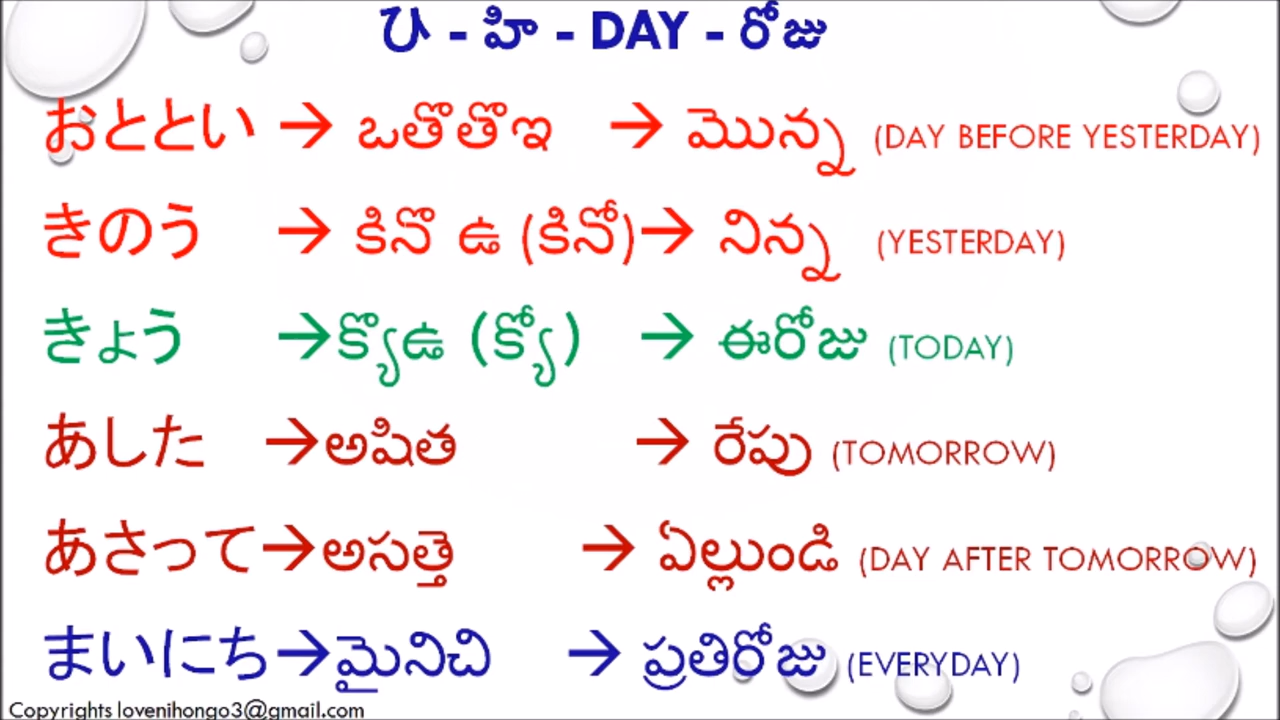 ひ - హి - DAY - రోజు
おととい → ఒతొతొఇ → మొన్న (DAY BEFORE YESTERDAY)
きのう → కినొ ఉ (కినో)→ నిన్న (YESTERDAY)
きょう →క్యొఉ (క్యో) → ఈరోజు (TODAY)
あした →అషిత → రేపు (TOMORROW)
あさって→అసత్తె → ఏల్లుండి (DAY AFTER TOMORROW)
まいにち→మైనిచి → ప్రతిరోజు (EVERYDAY)
Copyrights lovenihongo3@gmail.com